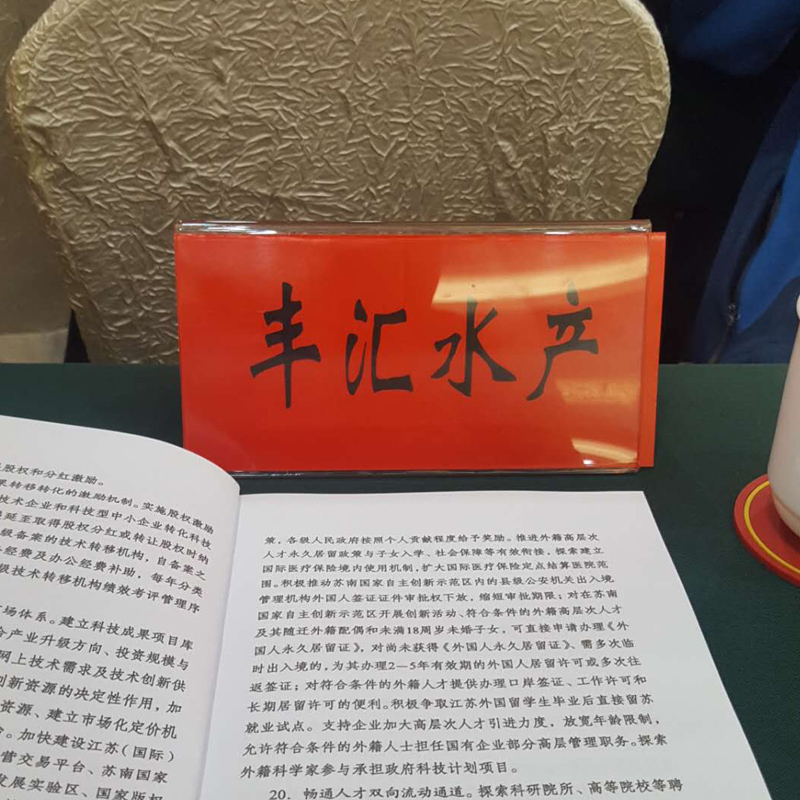 丰汇水产
股权和分红激励。
果转移转化的激励机制。实施股权激励
技术企业和科技型中小企业转化科技
延至取得股权分红或转让股权时纳
级备案的技术转移机构，自备案之
经费及办公经费补助，每年分类
级技术转移机构绩效考评管理序
场体系。建立科技成果项目库
产业升级方向、投资规模与
网上技术需求及技术创新供
创新资源的决定性作用，加
资源、建立市场化定价机
。加快建设江苏（国际）
营交易平台、苏南国家
发展实验区、国家版权
策，各级人民政府按照个人贡献程度给予奖励。推进外籍高层次
人才永久居留政策与子女入学、社会保障等有效衔接，探索建立
国际医疗保险境内使用机制，扩大国际医疗保险定点结算医院范
围。积极推动苏南国家自主创新示范区内的县级公安机关出入境
管理机构外国人签证证件审批权下放，缩短审批期限；对在苏南
国家自主创新示范区开展创新活动、符合条件的外籍高层次人才
及其随迁外籍配偶和未满18周岁未婚子女，可直接申请办理《外
国人永久居留证》。对尚未获得《外国人永久居留证》、需多次临
时出入境的，为其办理2—5年有效期的外国人居留许可或多次往
返签证；对符合条件的外籍人才提供办理口岸签证、工作许可和
长期居留许可的便利。积极争取江苏外国留学生毕业后直接留苏
就业试点。支持企业加大高层次人才引进力度，放宽年龄限制，
允许符合条件的外籍人士担任国有企业部分高层管理职务。探索
外籍科学家参与承担政府科技计划项目。
20．畅通人才双向流动通道。探索科研院所、高等院校等聘